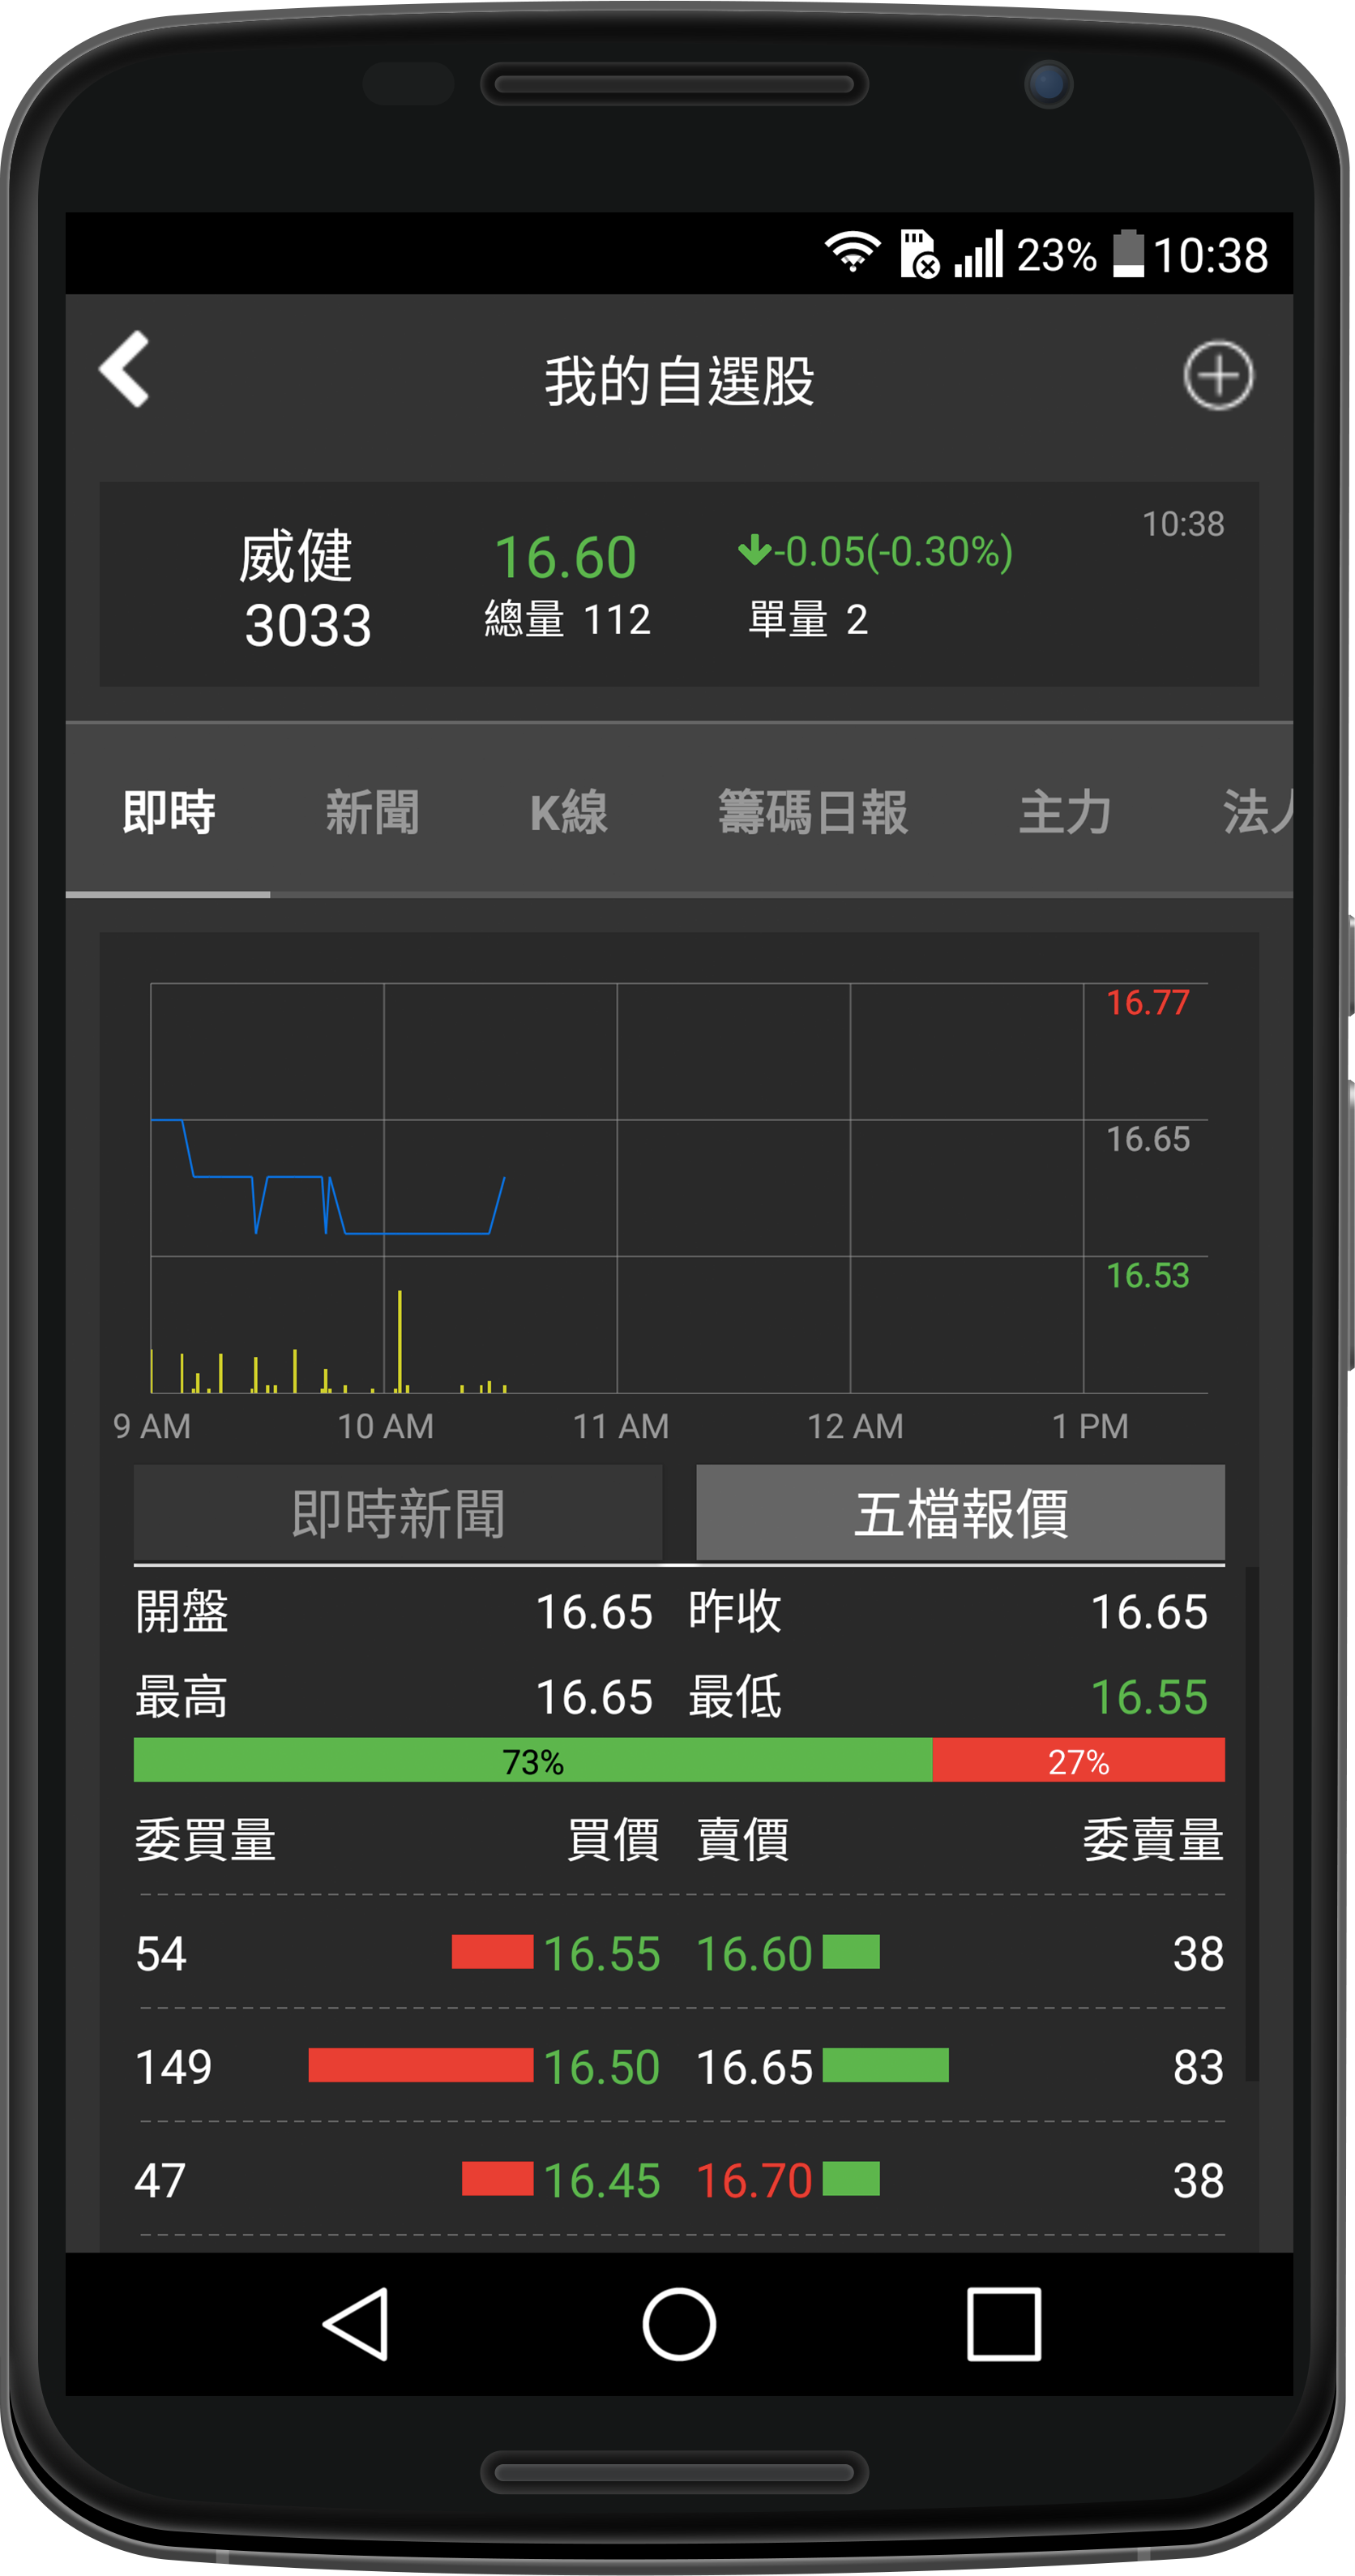 23% 10:38
我的自選股
10:38
威健 16.60 -0.05(-0.30%)
3033 總量 112 單量 2
即時 新聞 K線 籌碼日報 主力 法人
16.77
16.65
16.53
9 AM 10 AM 11 AM 12 AM 1 PM
即時新聞 五檔報價
開盤 16.65 昨收 16.65
最高 16.65 最低 16.55
73% 27%
委買量 買價 賣價 委賣量
54 16.55 16.60 38
149 16.50 16.65 83
47 16.45 16.70 38